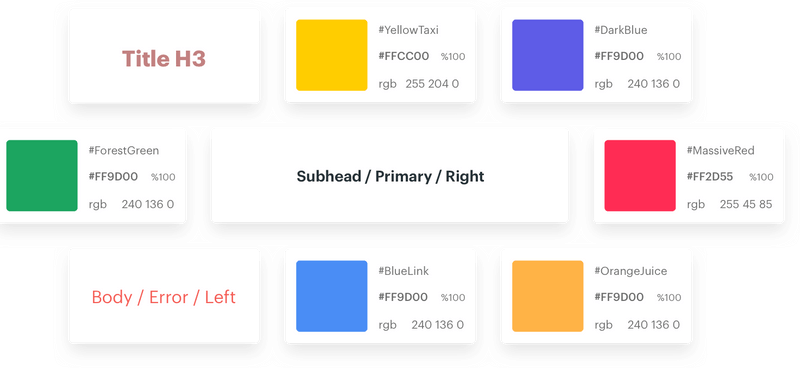 Title H3
#YellowTaxi
#FFCC00 %100
rgb 255 204 0
#DarkBlue
#FF9D00 %100
rgb 240 136 0
#ForestGreen
#FF9D00 %100
rgb 240 136 0
Subhead / Primary / Right
#MassiveRed
#FF2D55 %100
rgb 255 45 85
Body / Error / Left
#BlueLink
#FF9D00 %100
rgb 240 136 0
#OrangeJuice
#FF9D00 %100
rgb 240 136 0